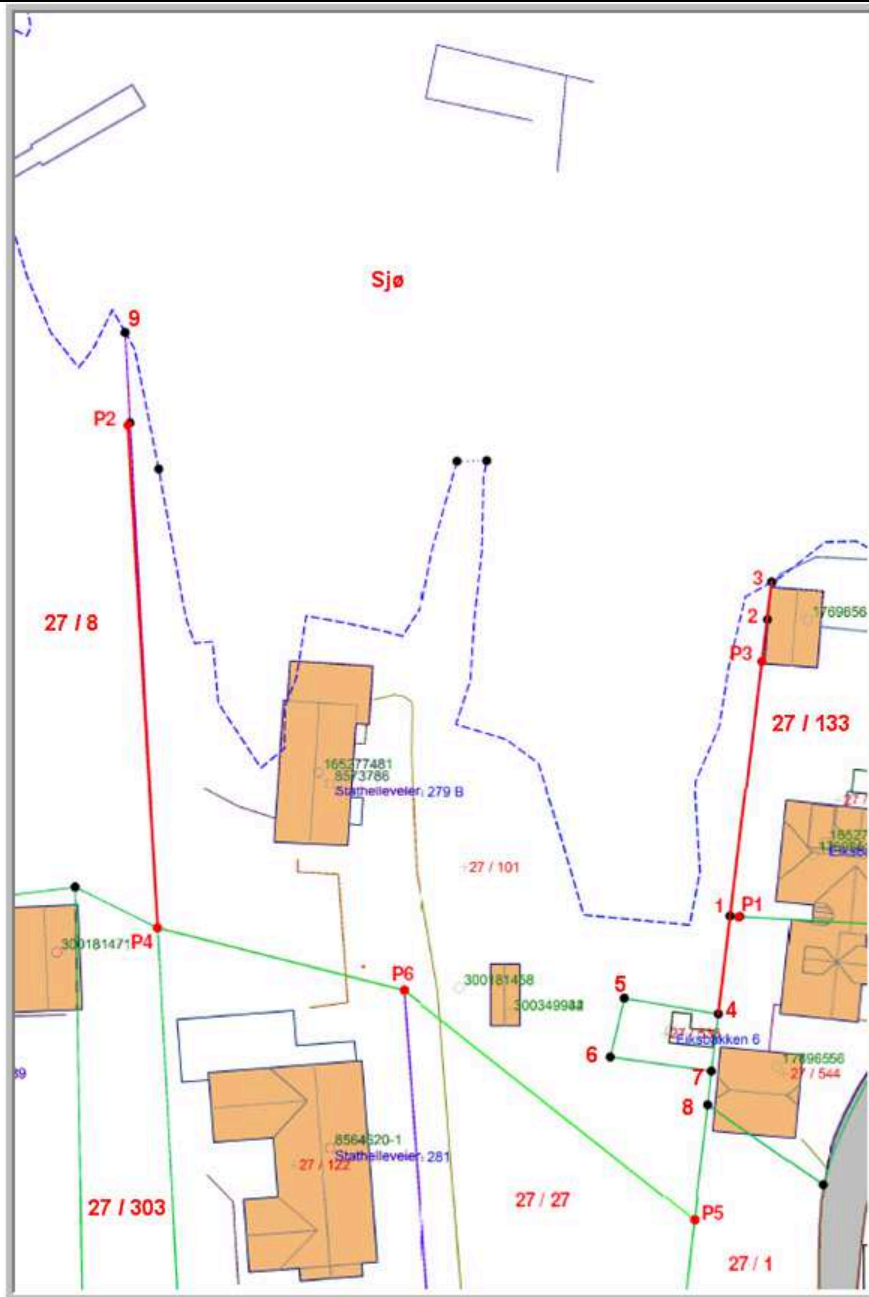 Sjø
9
P2
27 / 8
3
2
1769656
P3
27 / 133
165277481
8573786
Stathelleveien 279 B
27 / 101
1
P1
300181471
P4
P6
300181458
5
4
Eiksbakken 6
6
7
17896556
27 / 544
8
8564620-1
Stathelleveien 281
27 / 122
27 / 303
27 / 27
P5
27 / 1